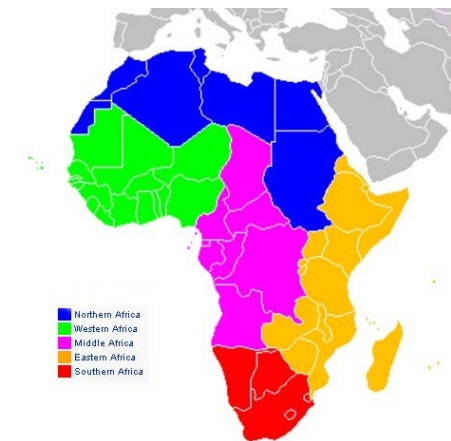 Northern Africa
Western Africa
Middle Africa
Eastern Africa
Southern Africa